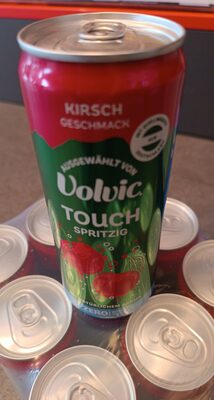 KIRSCH
GESCHMACK
AUSGEWÄHLT VON
Volvic
TOUCH
SPRITZIG
ZERO